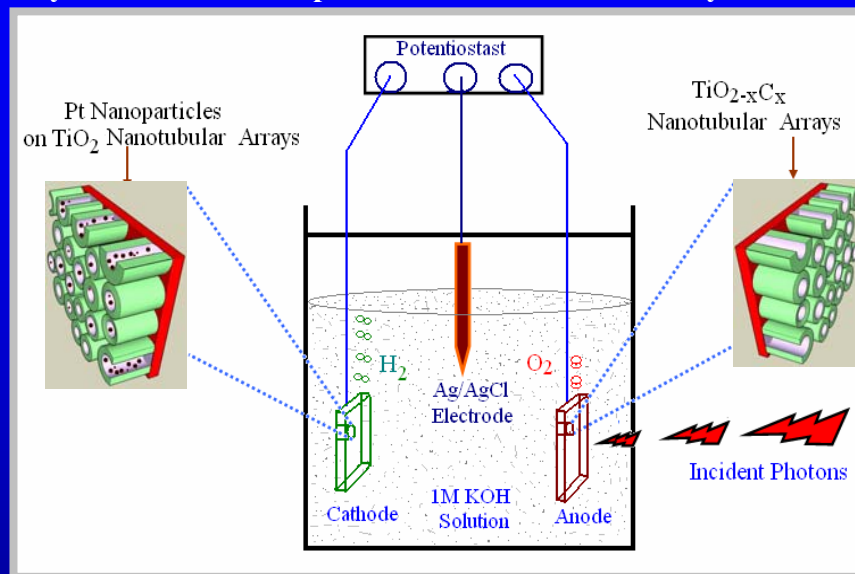 Potentiostast
Pt Nanoparticles
on TiO2 Nanotubular Arrays
TiO2-xCx
Nanotubular Arrays
H2
O2
Ag/AgCl
Electrode
Incident Photons
1M KOH
Solution
Cathode
Anode